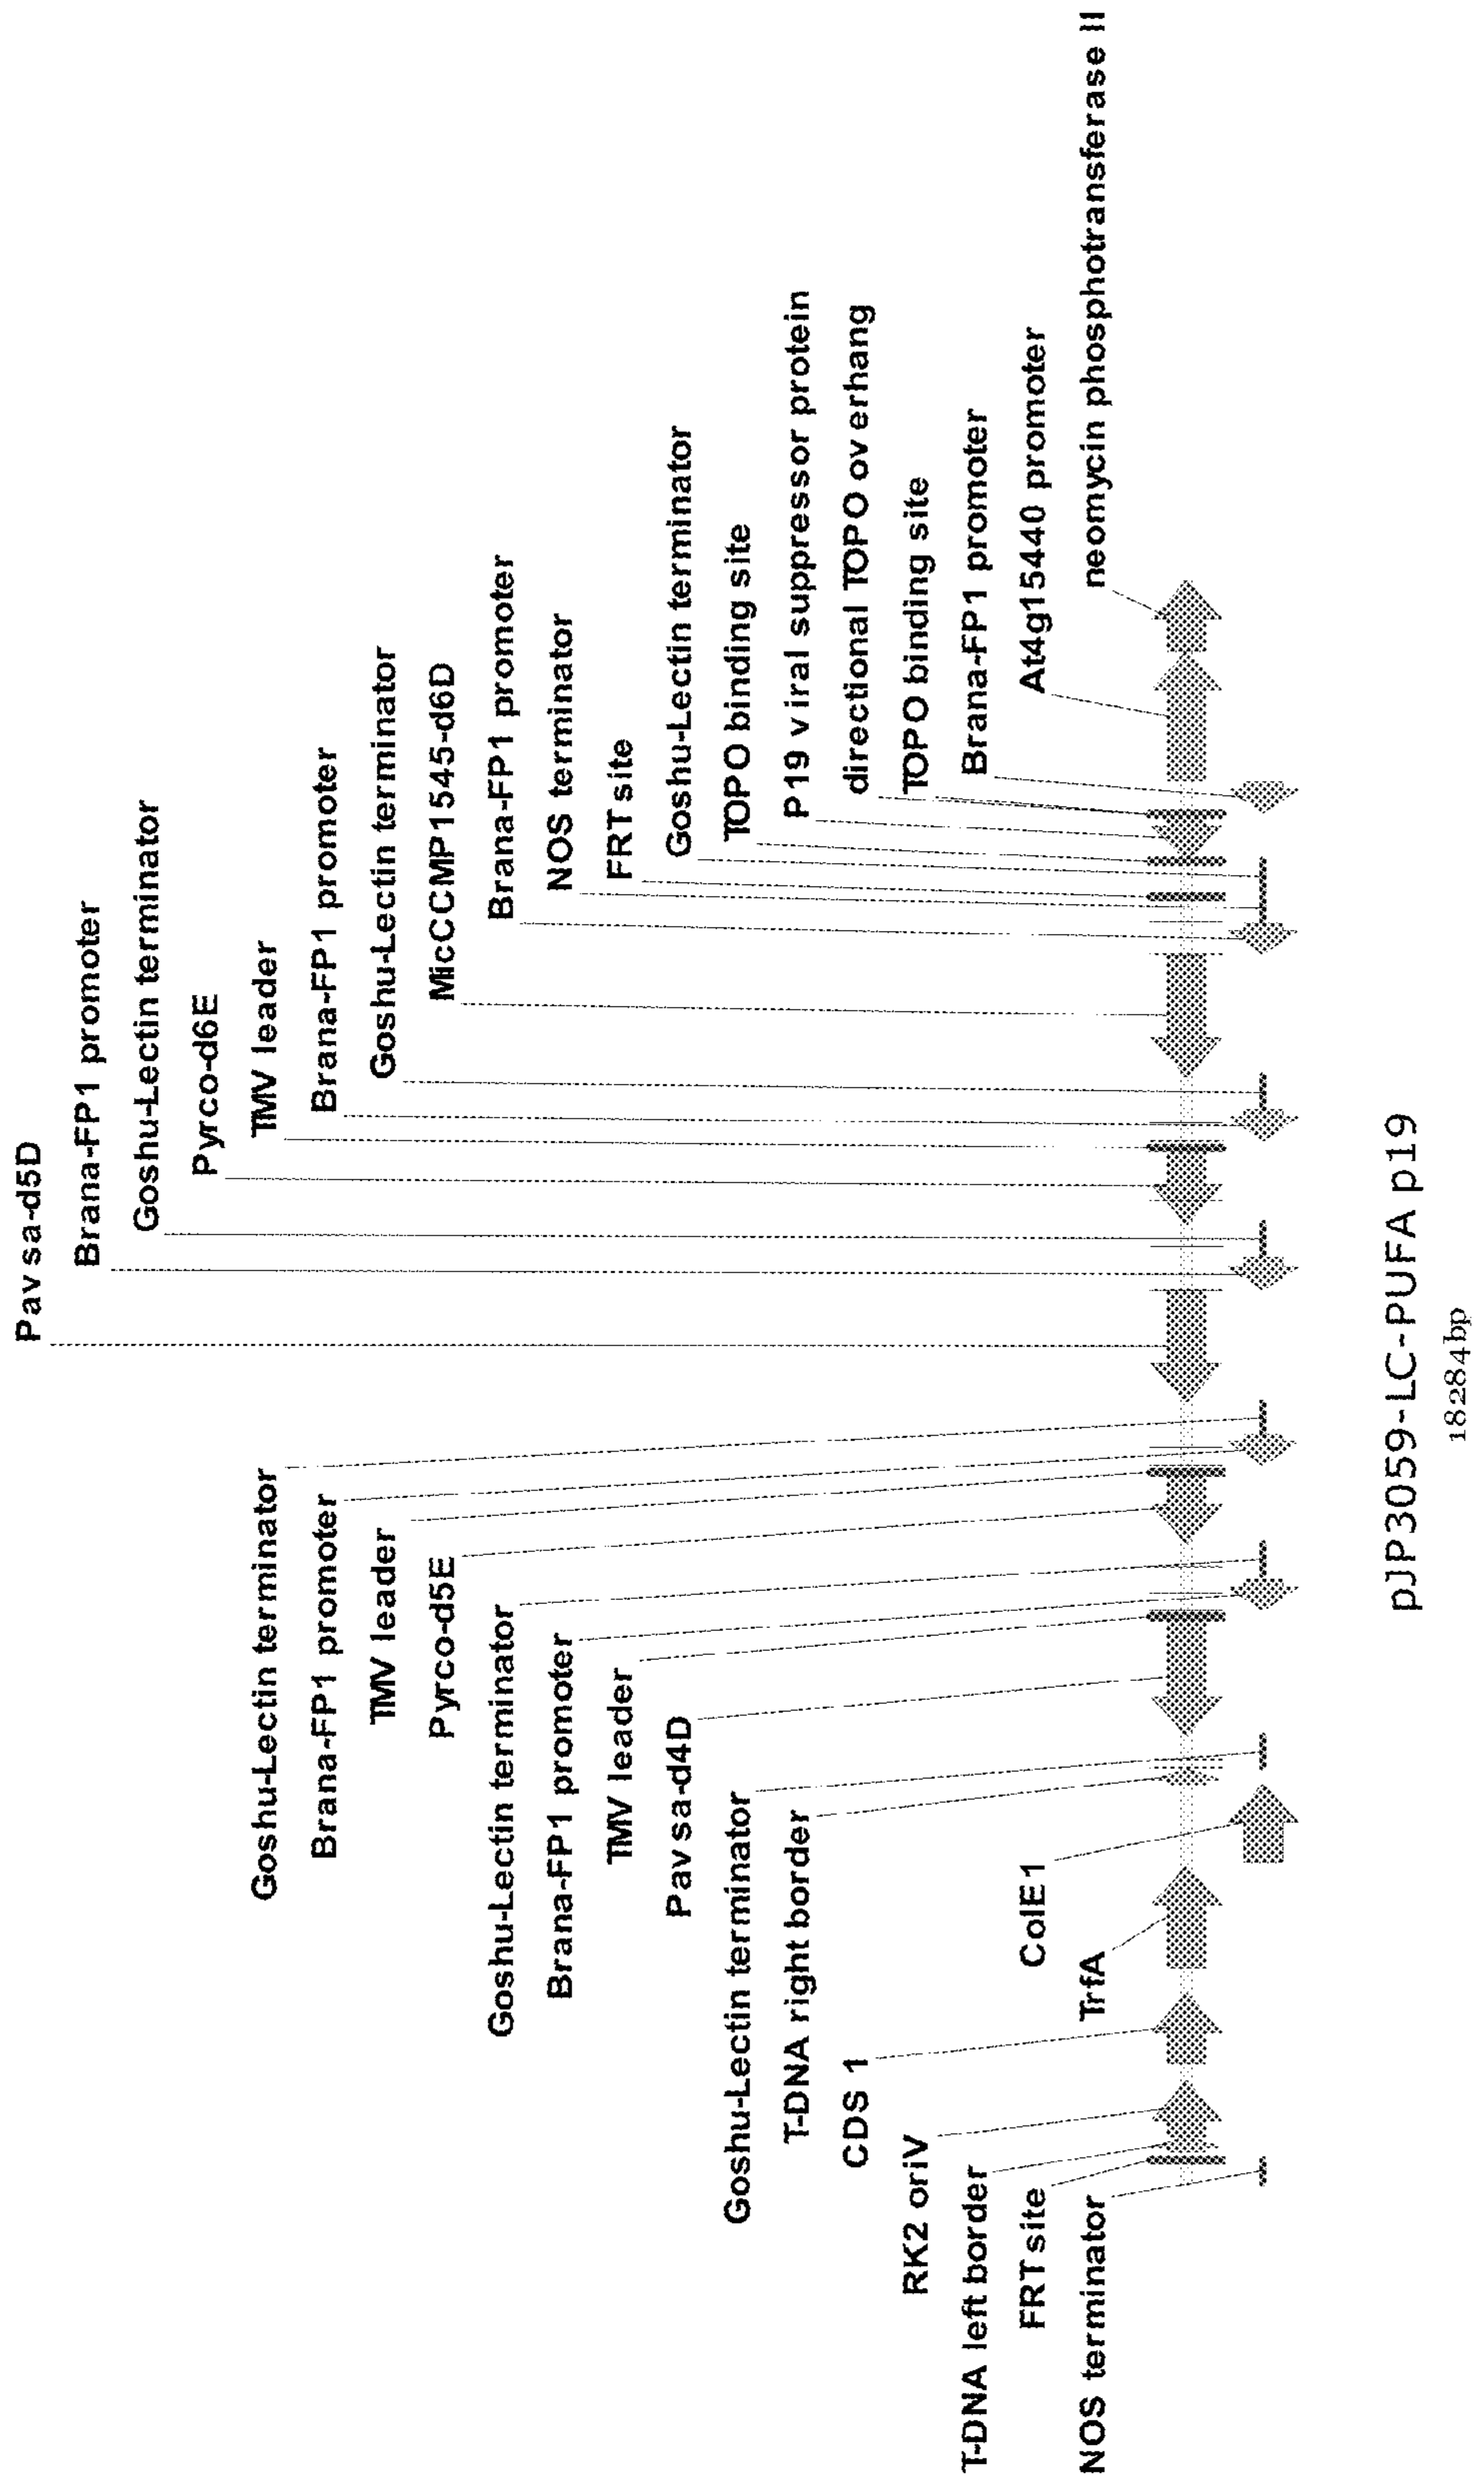 Pavsa-d5D
Brana-FP1 promoter
Goshu-Lectin terminator
Pyrco-d6E
TMV leader
Brana-FP1 promoter
Goshu-Lectin terminator
MicCCMP1545-d6D
Brana-FP1 promoter
NOS terminator
FRT site
Goshu-Lectin terminator
TOPO binding site
P19 viral suppressor protein
directional TOPO overhang
TOPO binding site
Brana-FP1 promoter
At4g15440 promoter
neomycin phosphotransferase II
Goshu-Lectin terminator
Brana-FP1 promoter
TMV leader
Pyrco-d5E
Goshu-Lectin terminator
Brana-FP1 promoter
TMV leader
Pavsa-d4D
Goshu-Lectin terminator
T-DNA right border
CDS 1
RK2 oriV
T-DNA left border
FRT site
NOS terminator
ColE1
TrfA
pJP3059-LC-PUFA p19
18284bp